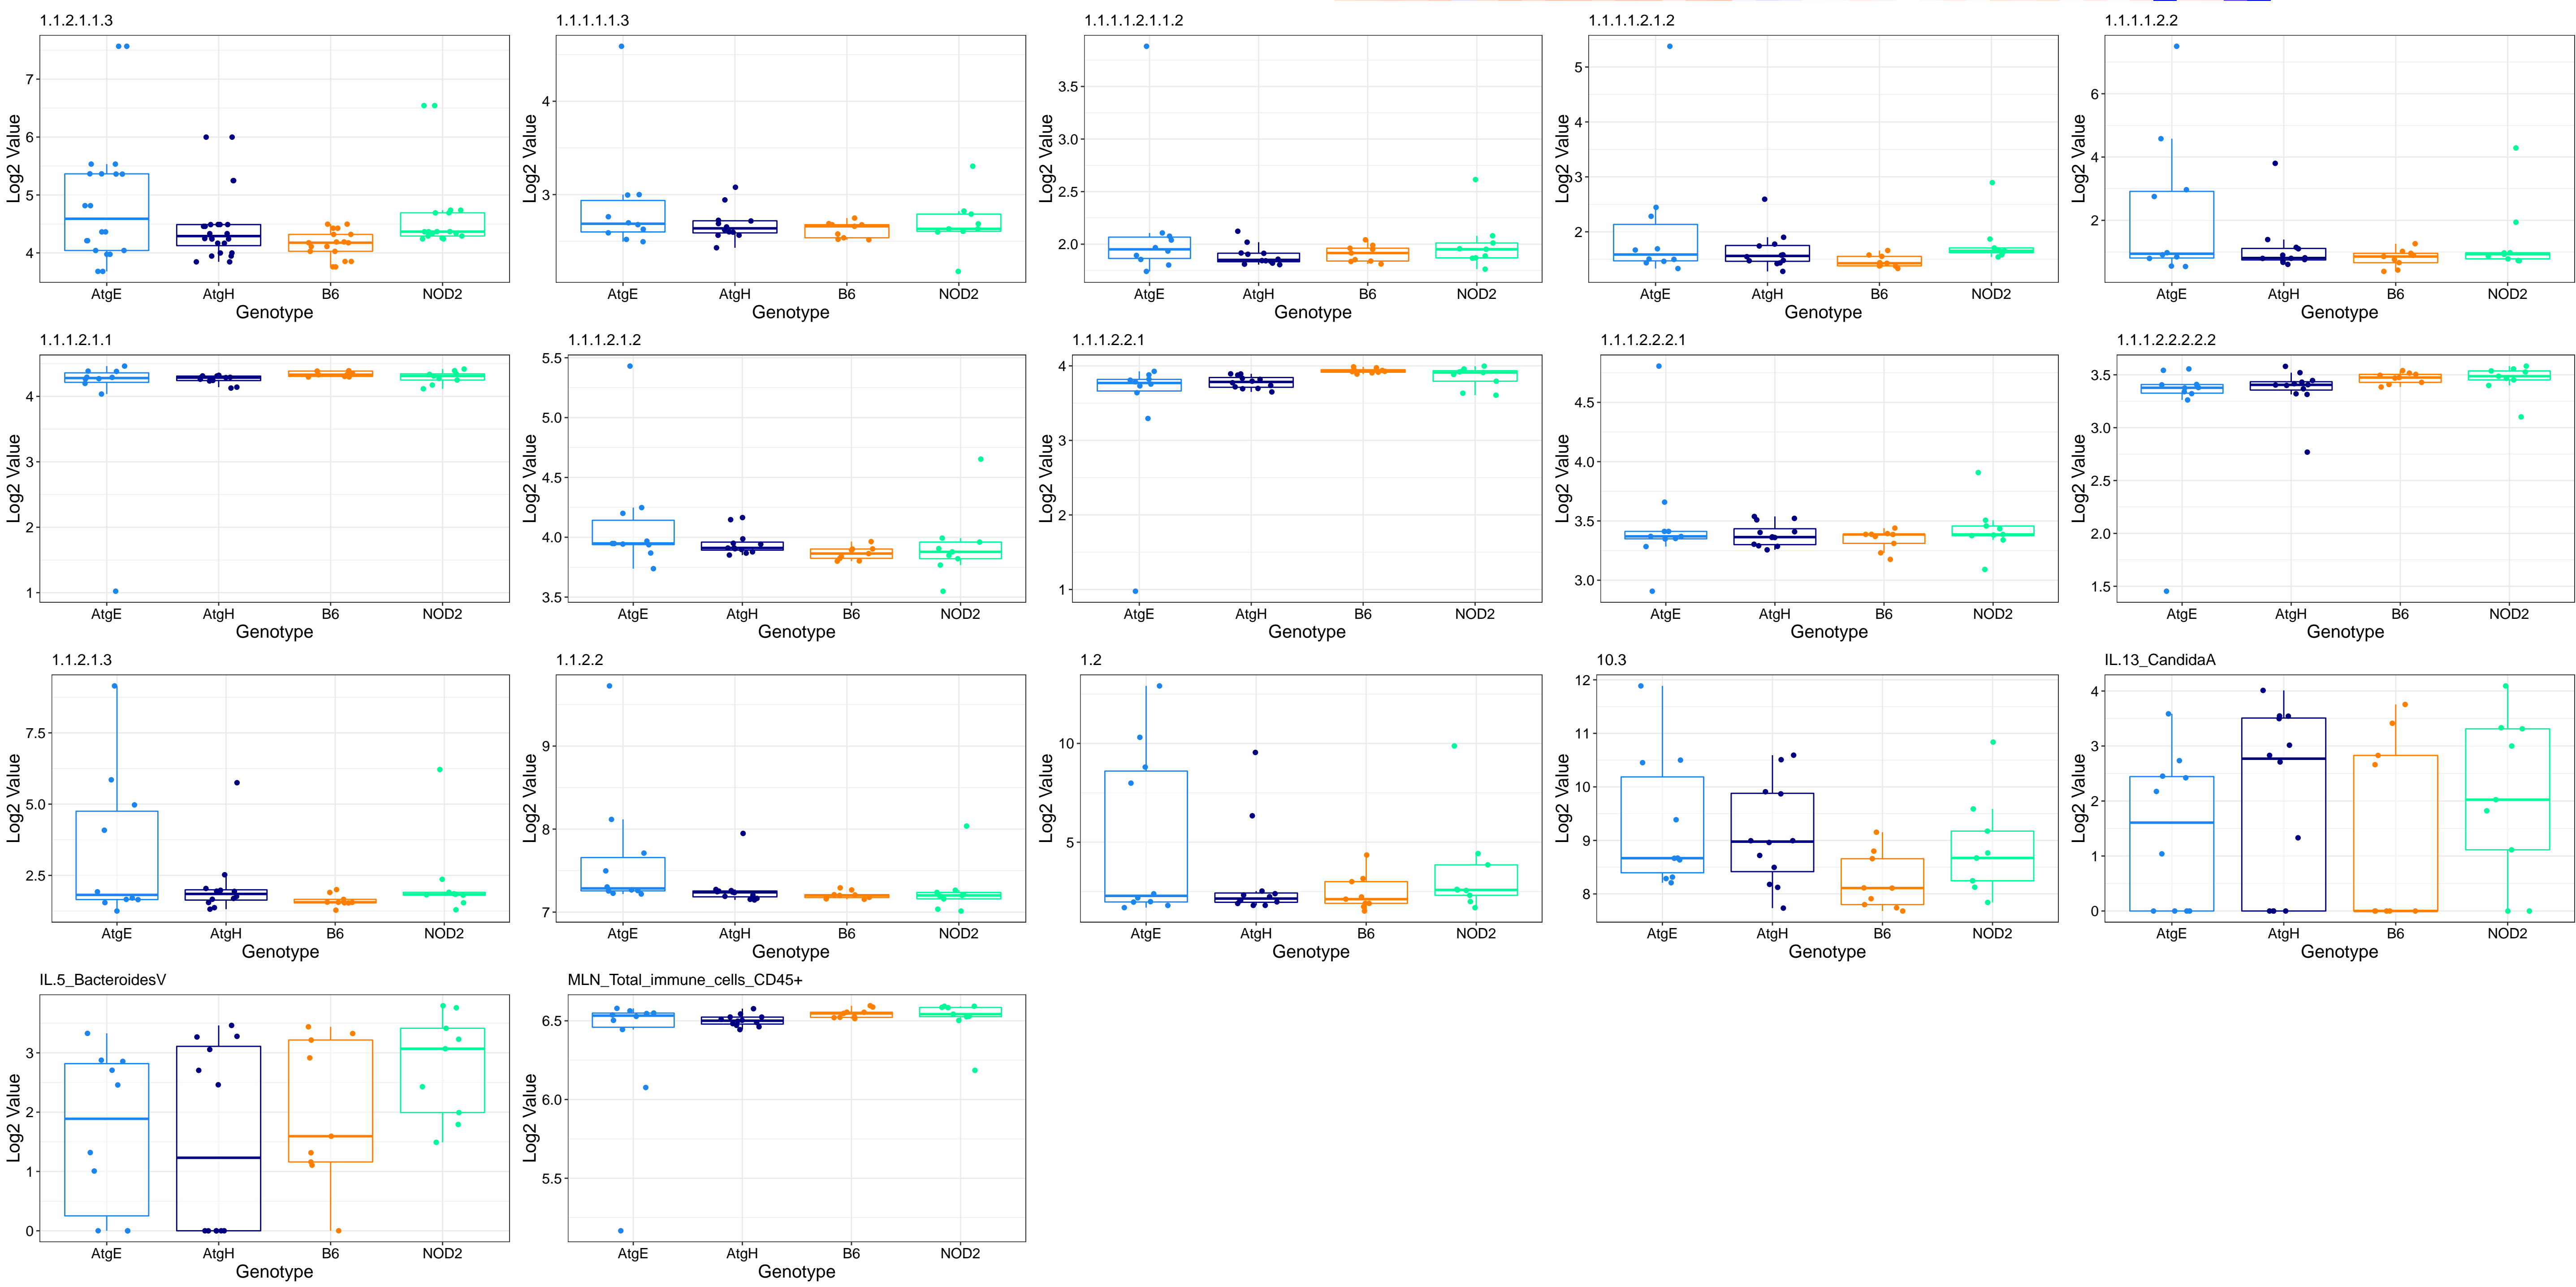 1.1.2.1.1.3
Log2 Value
7
6
5
4
AtgE AtgH B6 NOD2
Genotype
1.1.1.1.1.3
Log2 Value
4
3
AtgE AtgH B6 NOD2
Genotype
1.1.1.1.2.1.1.2
Log2 Value
3.5
3.0
2.5
2.0
AtgE AtgH B6 NOD2
Genotype
1.1.1.1.2.1.2
Log2 Value
5
4
3
2
AtgE AtgH B6 NOD2
Genotype
1.1.1.1.2.2
Log2 Value
6
4
2
AtgE AtgH B6 NOD2
Genotype
1.1.1.2.1.1
Log2 Value
4
3
2
1
AtgE AtgH B6 NOD2
Genotype
1.1.1.2.1.2
Log2 Value
5.5
5.0
4.5
4.0
3.5
AtgE AtgH B6 NOD2
Genotype
1.1.1.2.2.1
Log2 Value
4
3
2
1
AtgE AtgH B6 NOD2
Genotype
1.1.1.2.2.2.1
Log2 Value
4.5
4.0
3.5
3.0
AtgE AtgH B6 NOD2
Genotype
1.1.1.2.2.2.2.2
Log2 Value
3.5
3.0
2.5
2.0
1.5
AtgE AtgH B6 NOD2
Genotype
1.1.2.1.3
Log2 Value
7.5
5.0
2.5
AtgE AtgH B6 NOD2
Genotype
1.1.2.2
Log2 Value
9
8
7
AtgE AtgH B6 NOD2
Genotype
1.2
Log2 Value
10
5
AtgE AtgH B6 NOD2
Genotype
10.3
Log2 Value
12
11
10
9
8
AtgE AtgH B6 NOD2
Genotype
IL.13_CandidaA
Log2 Value
4
3
2
1
0
AtgE AtgH B6 NOD2
Genotype
IL.5_BacteroidesV
Log2 Value
3
2
1
0
AtgE AtgH B6 NOD2
Genotype
MLN_Total_immune_cells_CD45+
Log2 Value
6.5
6.0
5.5
AtgE AtgH B6 NOD2
Genotype